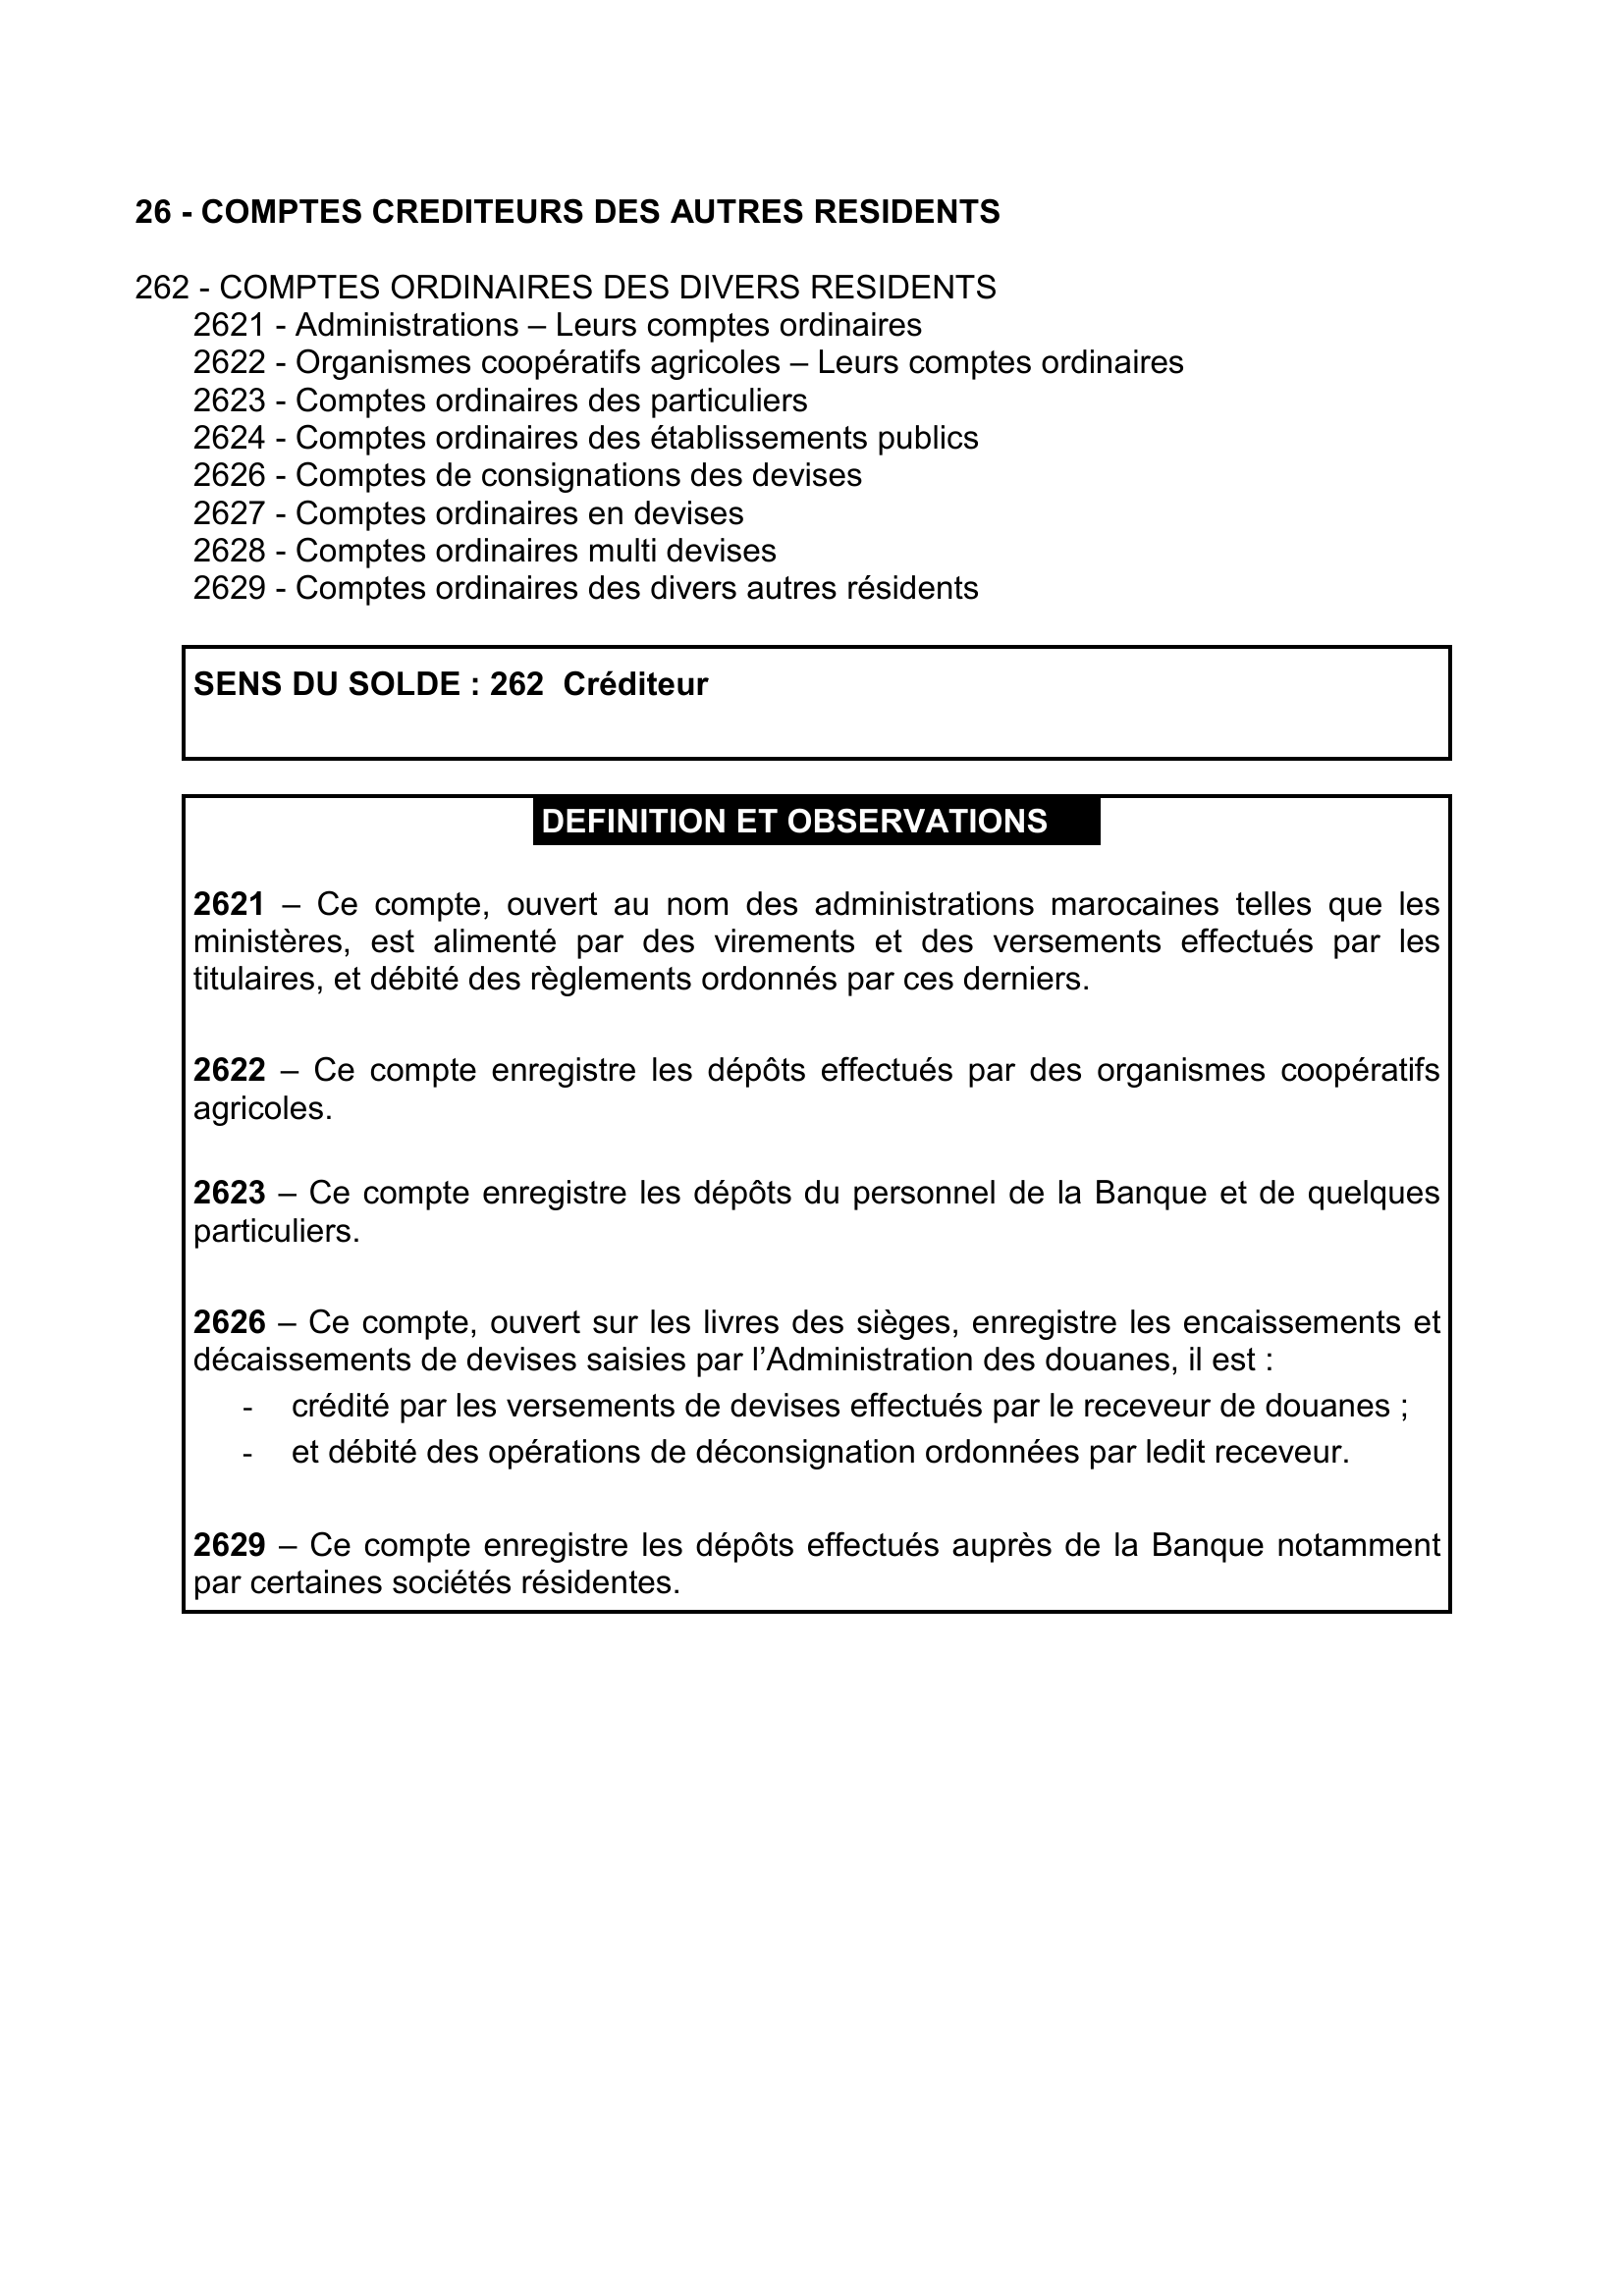 26 - COMPTES CREDITEURS DES AUTRES RESIDENTS
262 - COMPTES ORDINAIRES DES DIVERS RESIDENTS
2621 - Administrations – Leurs comptes ordinaires
2622 - Organismes coopératifs agricoles – Leurs comptes ordinaires
2623 - Comptes ordinaires des particuliers
2624 - Comptes ordinaires des établissements publics
2626 - Comptes de consignations des devises
2627 - Comptes ordinaires en devises
2628 - Comptes ordinaires multi devises
2629 - Comptes ordinaires des divers autres résidents
SENS DU SOLDE : 262  Créditeur
DEFINITION ET OBSERVATIONS
2621 – Ce compte, ouvert au nom des administrations marocaines telles que les
ministères, est alimenté par des virements et des versements effectués par les
titulaires, et débité des règlements ordonnés par ces derniers.
2622 – Ce compte enregistre les dépôts effectués par des organismes coopératifs
agricoles.
2623 – Ce compte enregistre les dépôts du personnel de la Banque et de quelques
particuliers.
2626 – Ce compte, ouvert sur les livres des sièges, enregistre les encaissements et
décaissements de devises saisies par l’Administration des douanes, il est :
- crédité par les versements de devises effectués par le receveur de douanes ;
- et débité des opérations de déconsignation ordonnées par ledit receveur.
2629 – Ce compte enregistre les dépôts effectués auprès de la Banque notamment
par certaines sociétés résidentes.